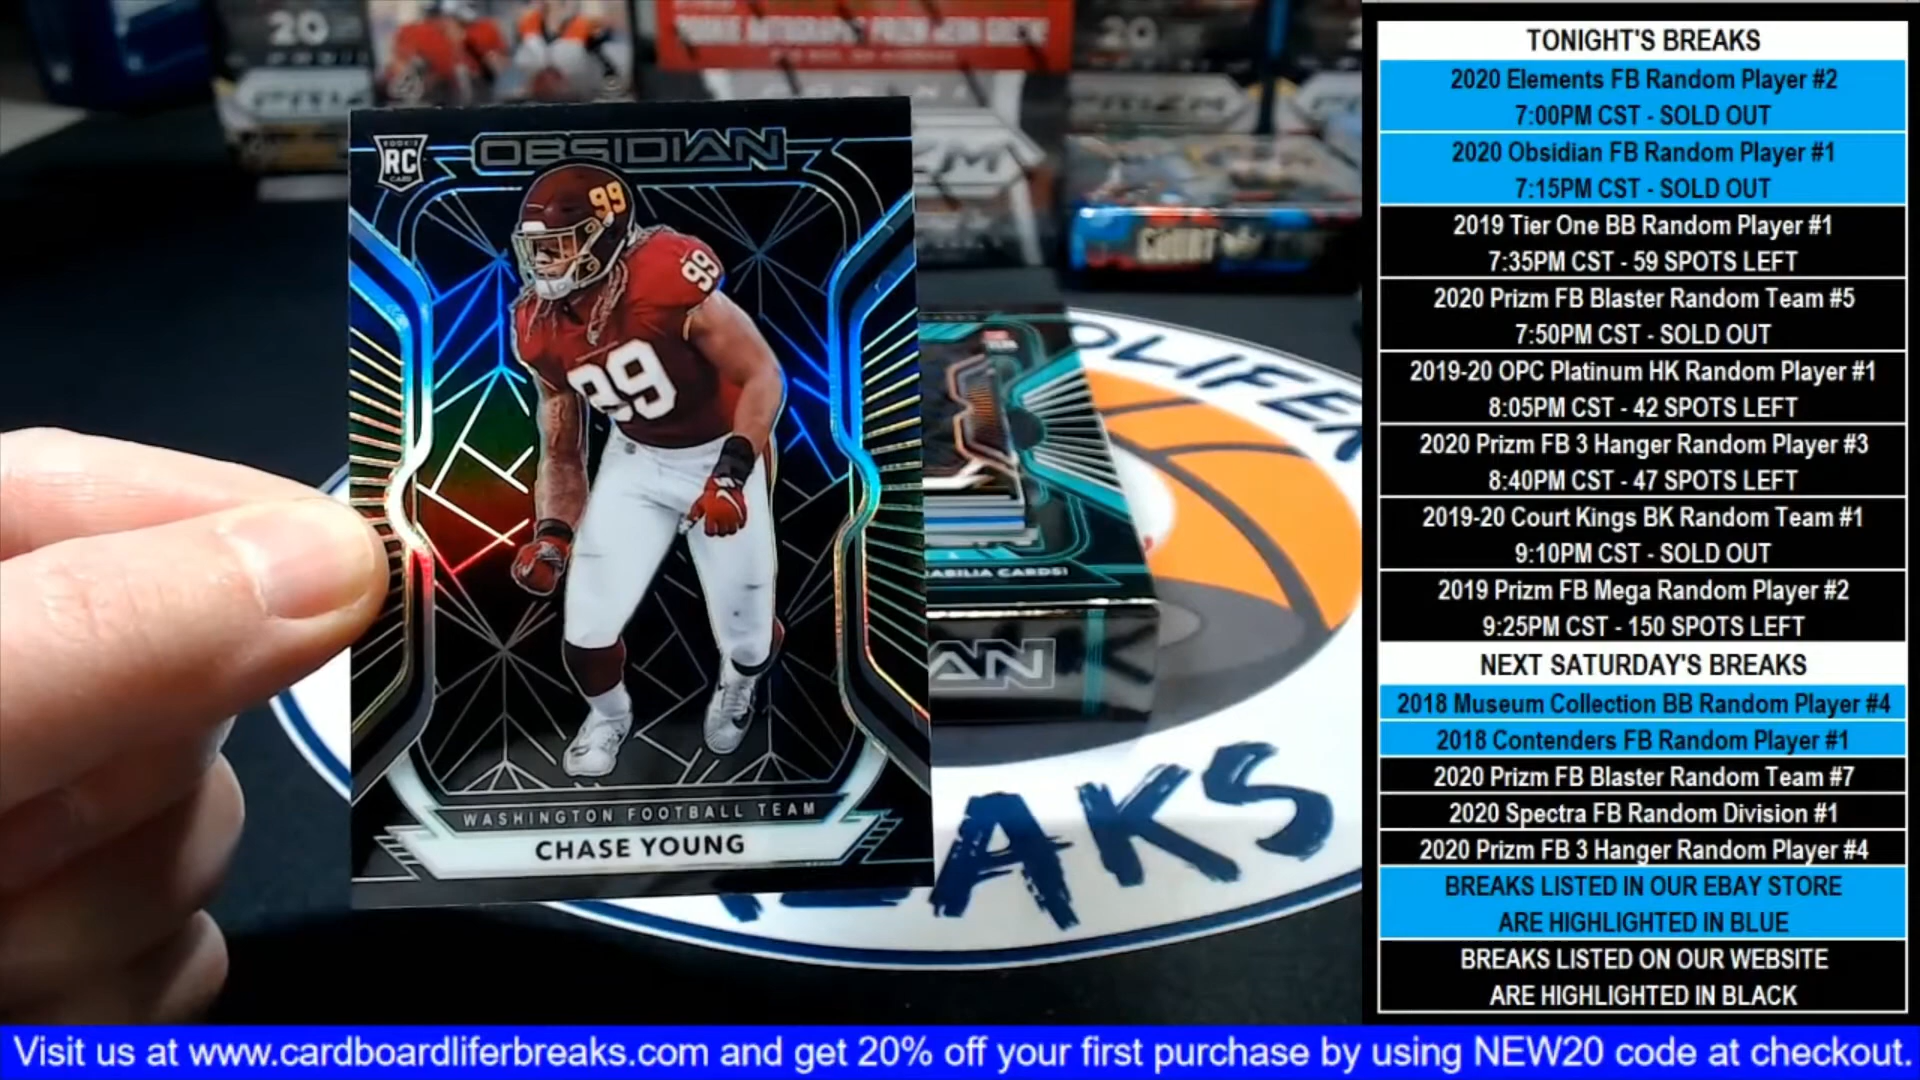 20
20
PRIZM
COURT
RC
OBSIDIAN
99
99
99
WASHINGTON FOOTBALL TEAM
CHASE YOUNG
TONIGHT'S BREAKS
2020 Elements FB Random Player #2
7:00PM CST - SOLD OUT
2020 Obsidian FB Random Player #1
7:15PM CST - SOLD OUT
2019 Tier One BB Random Player #1
7:35PM CST - 59 SPOTS LEFT
2020 Prizm FB Blaster Random Team #5
7:50PM CST - SOLD OUT
2019-20 OPC Platinum HK Random Player #1
8:05PM CST - 42 SPOTS LEFT
2020 Prizm FB 3 Hanger Random Player #3
8:40PM CST - 47 SPOTS LEFT
2019-20 Court Kings BK Random Team #1
9:10PM CST - SOLD OUT
2019 Prizm FB Mega Random Player #2
9:25PM CST - 150 SPOTS LEFT
NEXT SATURDAY'S BREAKS
2018 Museum Collection BB Random Player #4
2018 Contenders FB Random Player #1
2020 Prizm FB Blaster Random Team #7
2020 Spectra FB Random Division #1
2020 Prizm FB 3 Hanger Random Player #4
BREAKS LISTED IN OUR EBAY STORE
ARE HIGHLIGHTED IN BLUE
BREAKS LISTED ON OUR WEBSITE
ARE HIGHLIGHTED IN BLACK
Visit us at www.cardboardliferbreaks.com and get 20% off your first purchase by using NEW20 code at checkout.